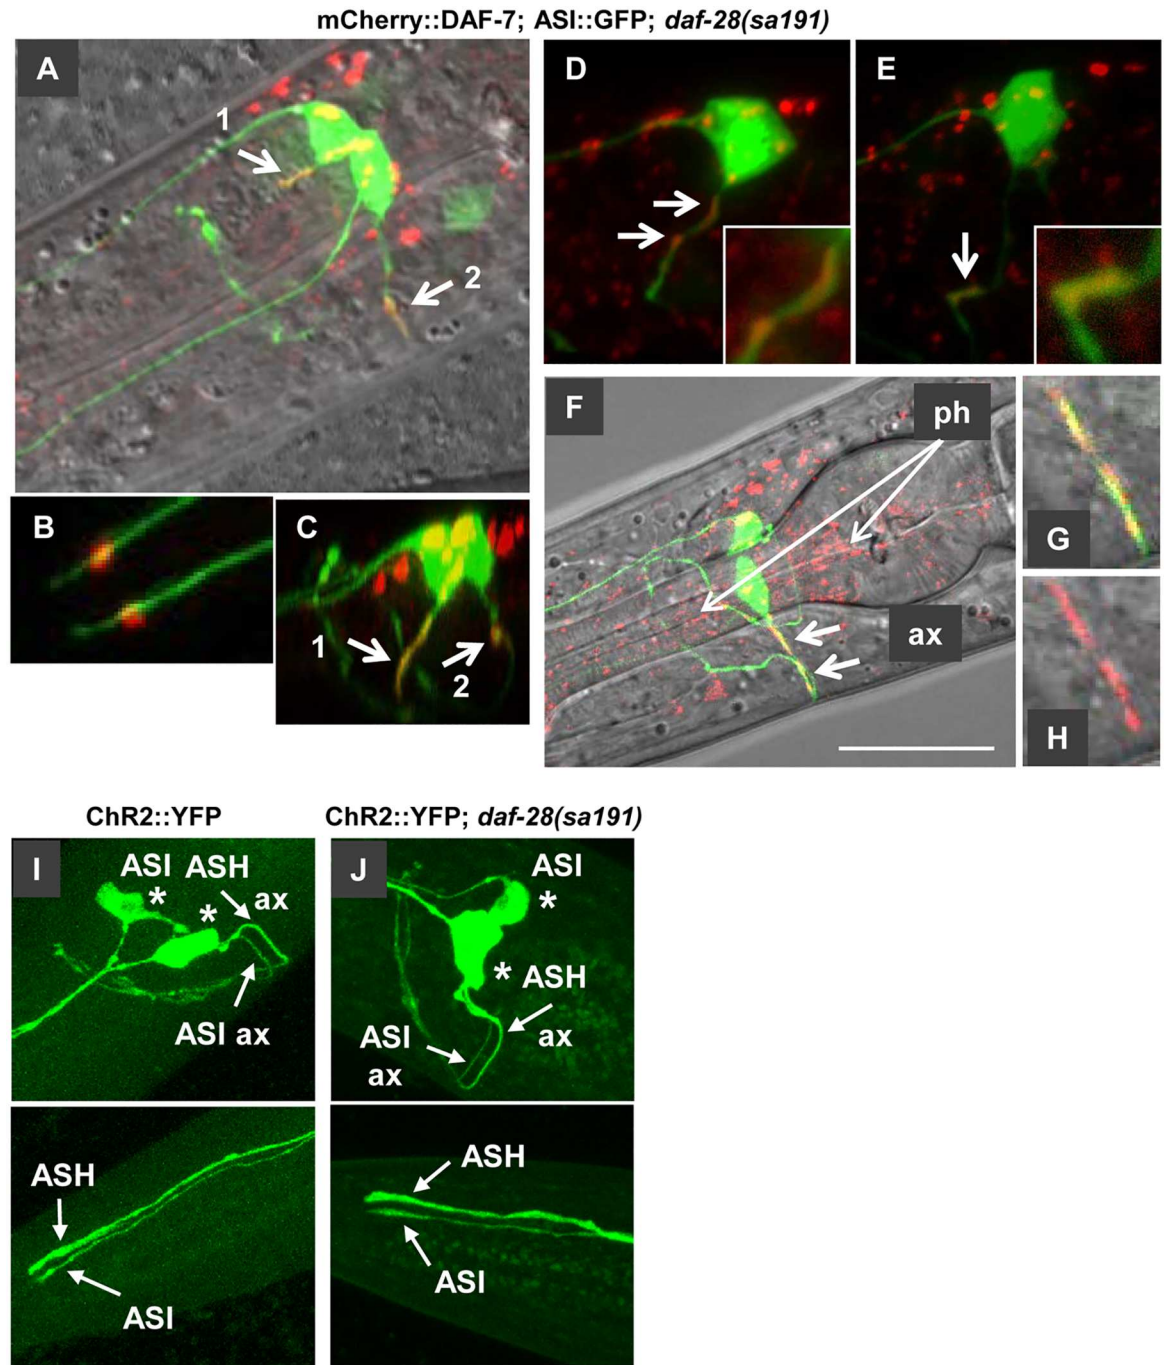 mCherry::DAF-7; ASI::GFP; daf-28(sa191)
A
1
2
B
C
1
2
D
E
F
ph
ax
G
H
ChR2::YFP
ChR2::YFP; daf-28(sa191)
I
ASI ASH
* * ax
ASI ax
ASH
ASI
J
ASI
*
* ASH
ax
ASI
ax
ASH
ASI